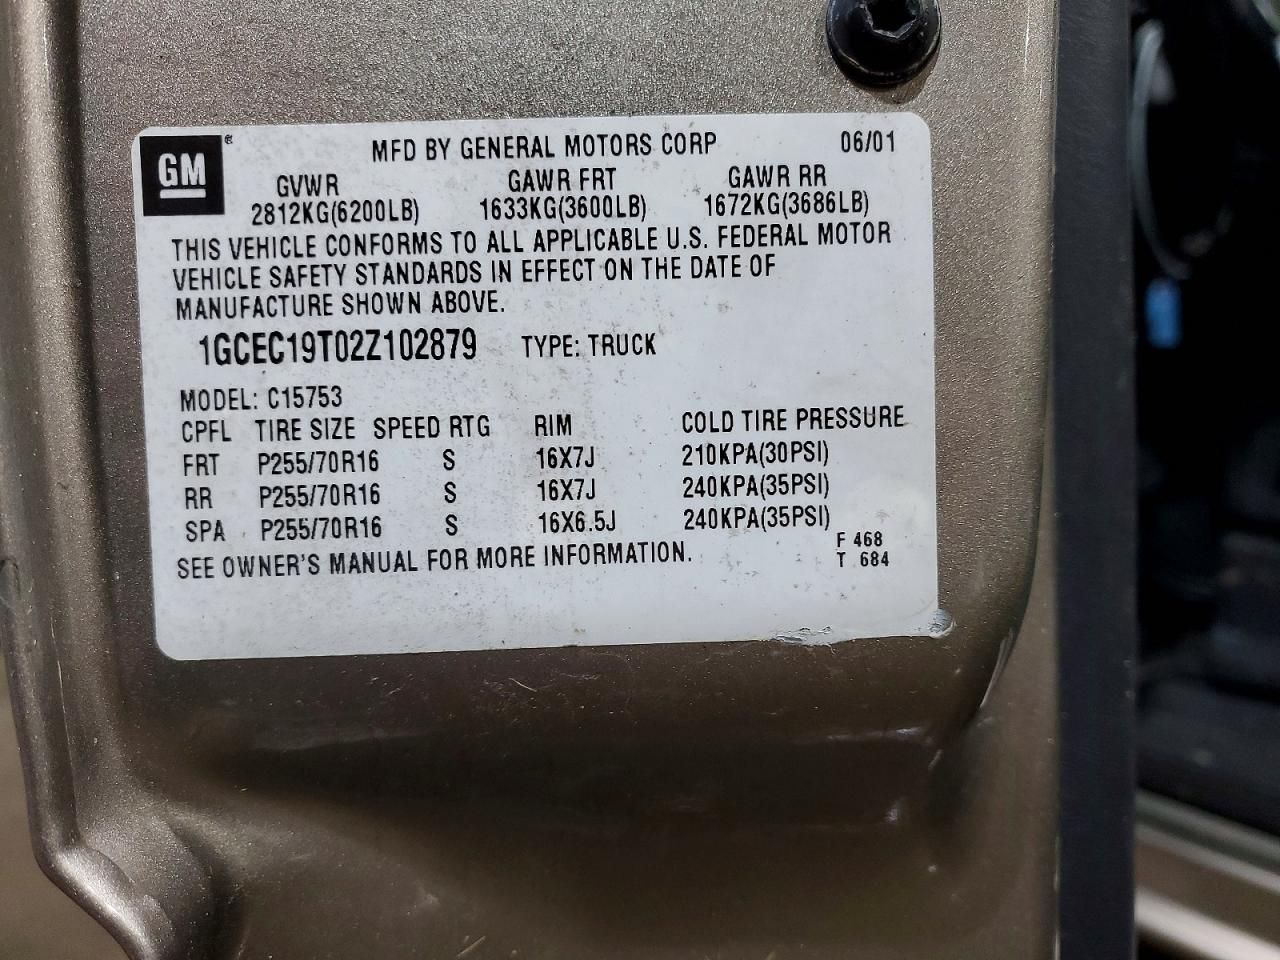 GM ® MFD BY GENERAL MOTORS CORP 06/01
GVWR GAWR FRT GAWR RR
2812KG(6200LB) 1633KG(3600LB) 1672KG(3686LB)
THIS VEHICLE CONFORMS TO ALL APPLICABLE U.S. FEDERAL MOTOR
VEHICLE SAFETY STANDARDS IN EFFECT ON THE DATE OF
MANUFACTURE SHOWN ABOVE.
1GCEC19T02Z102879 TYPE: TRUCK
MODEL: C15753
CPFL TIRE SIZE SPEED RTG RIM COLD TIRE PRESSURE
FRT P255/70R16 S 16X7J 210KPA(30PSI)
RR P255/70R16 S 16X7J 240KPA(35PSI)
SPA P255/70R16 S 16X6.5J 240KPA(35PSI)
SEE OWNER'S MANUAL FOR MORE INFORMATION.
F 468
T 684